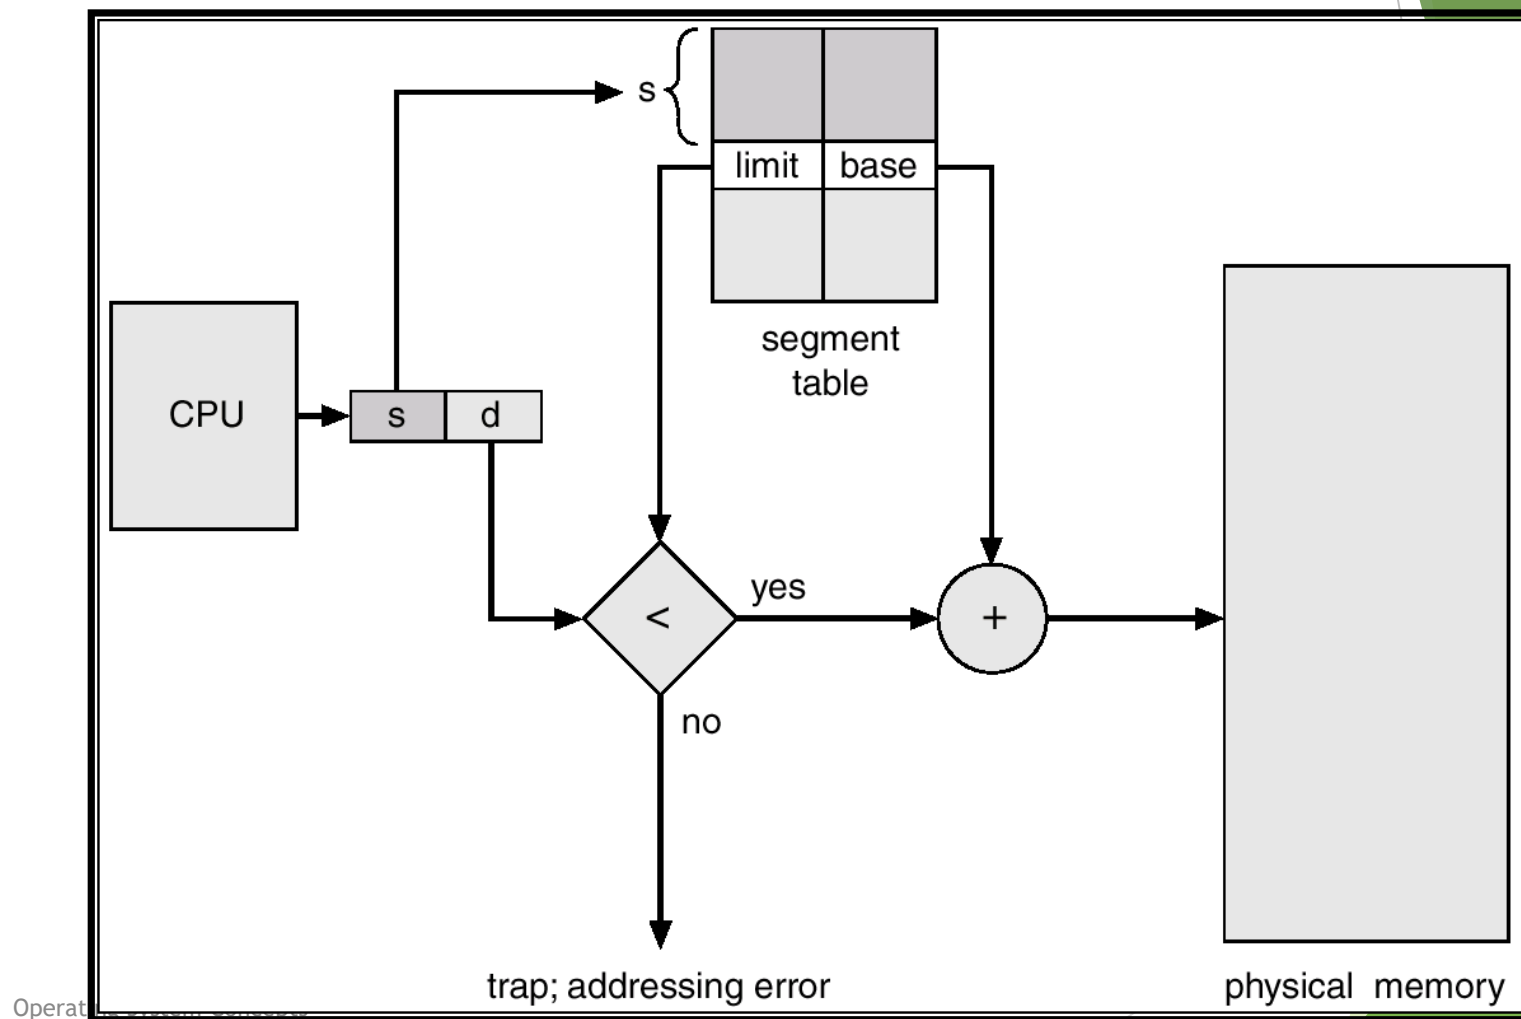 s
limit base
segment
table
CPU
s d
<
yes
+
no
trap; addressing error
physical memory